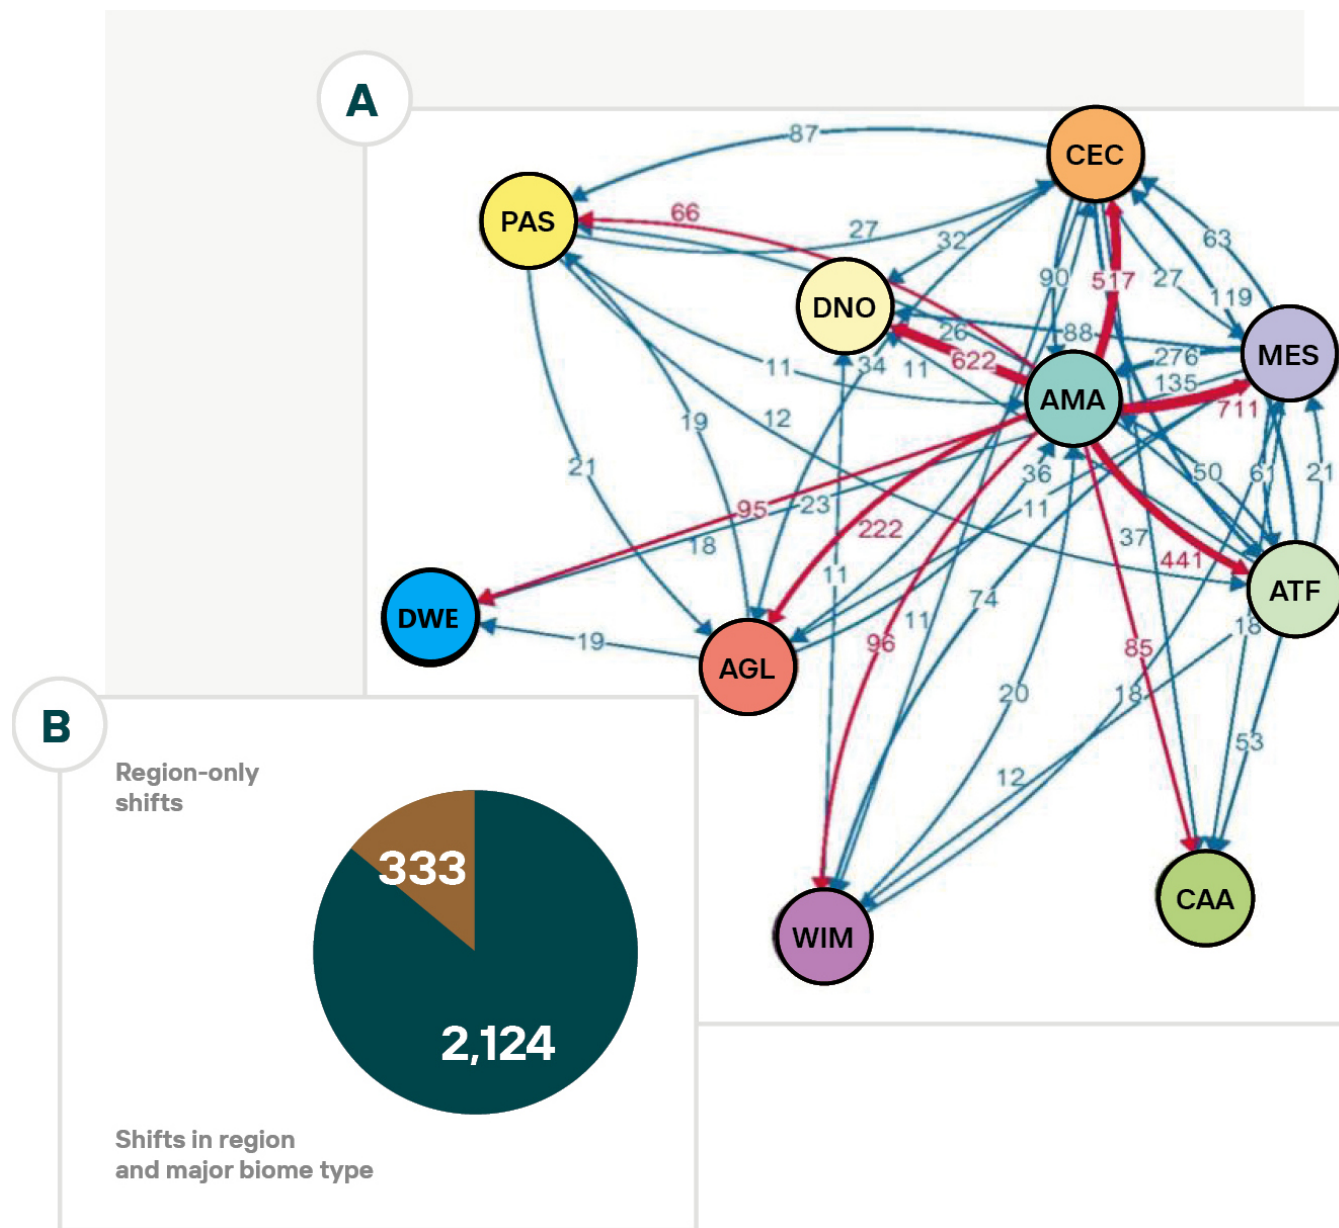 A
87
CEC
PAS
66
27
32
63
90
517
27
119
DNO
26
88
MES
34
11
622
276
11
135
AMA
711
19
12
21
36
50
61
21
95
23
11
222
37
18
441
11
ATF
DWE
74
11
18
19
96
85
AGL
20
18
53
12
CAA
WIM
B
Region-only
shifts
333
2,124
Shifts in region
and major biome type